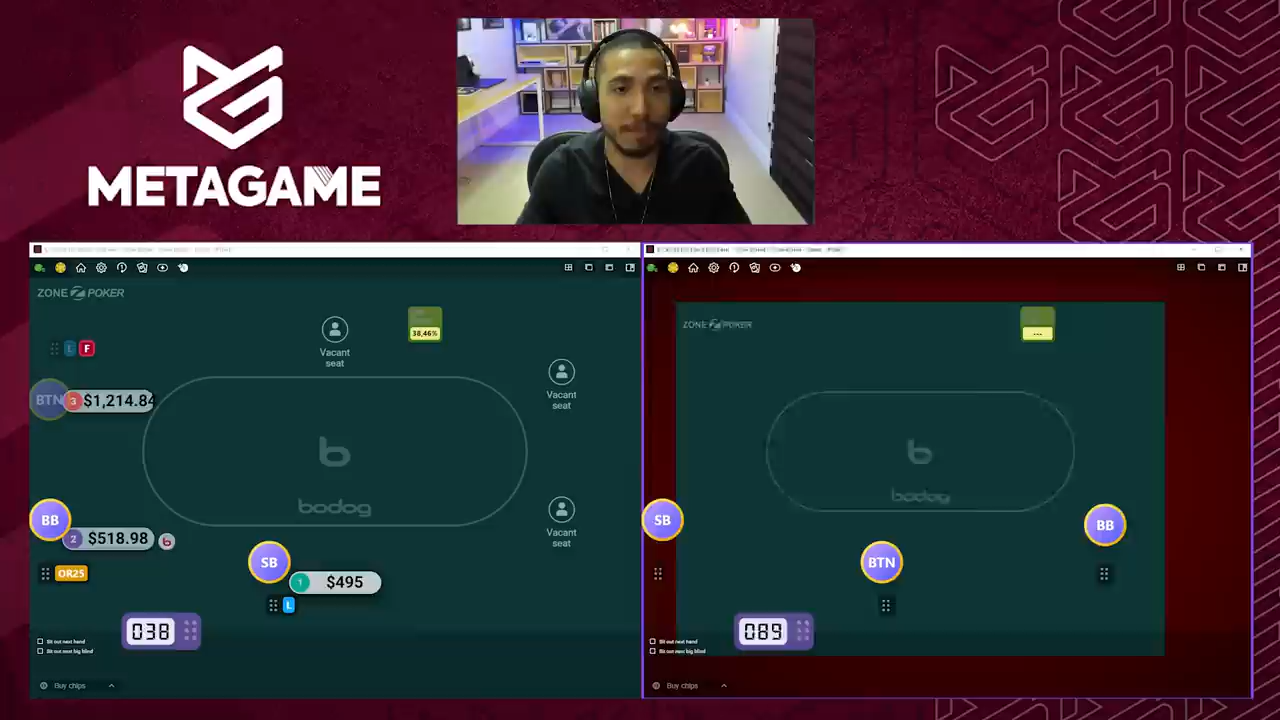 METAGAME
ZONE POKER
38,46%
Vacant
seat
L F
BTN 3 $1,214.84
Vacant
seat
b
bodog
BB
2 $518.98 b
Vacant
seat
OR25
SB
1 $495
L
038
Sit out next hand
Sit out next big blind
Buy chips
ZONE POKER
---
b
bodog
SB
BTN
BB
089
Sit out next hand
Sit out next big blind
Buy chips